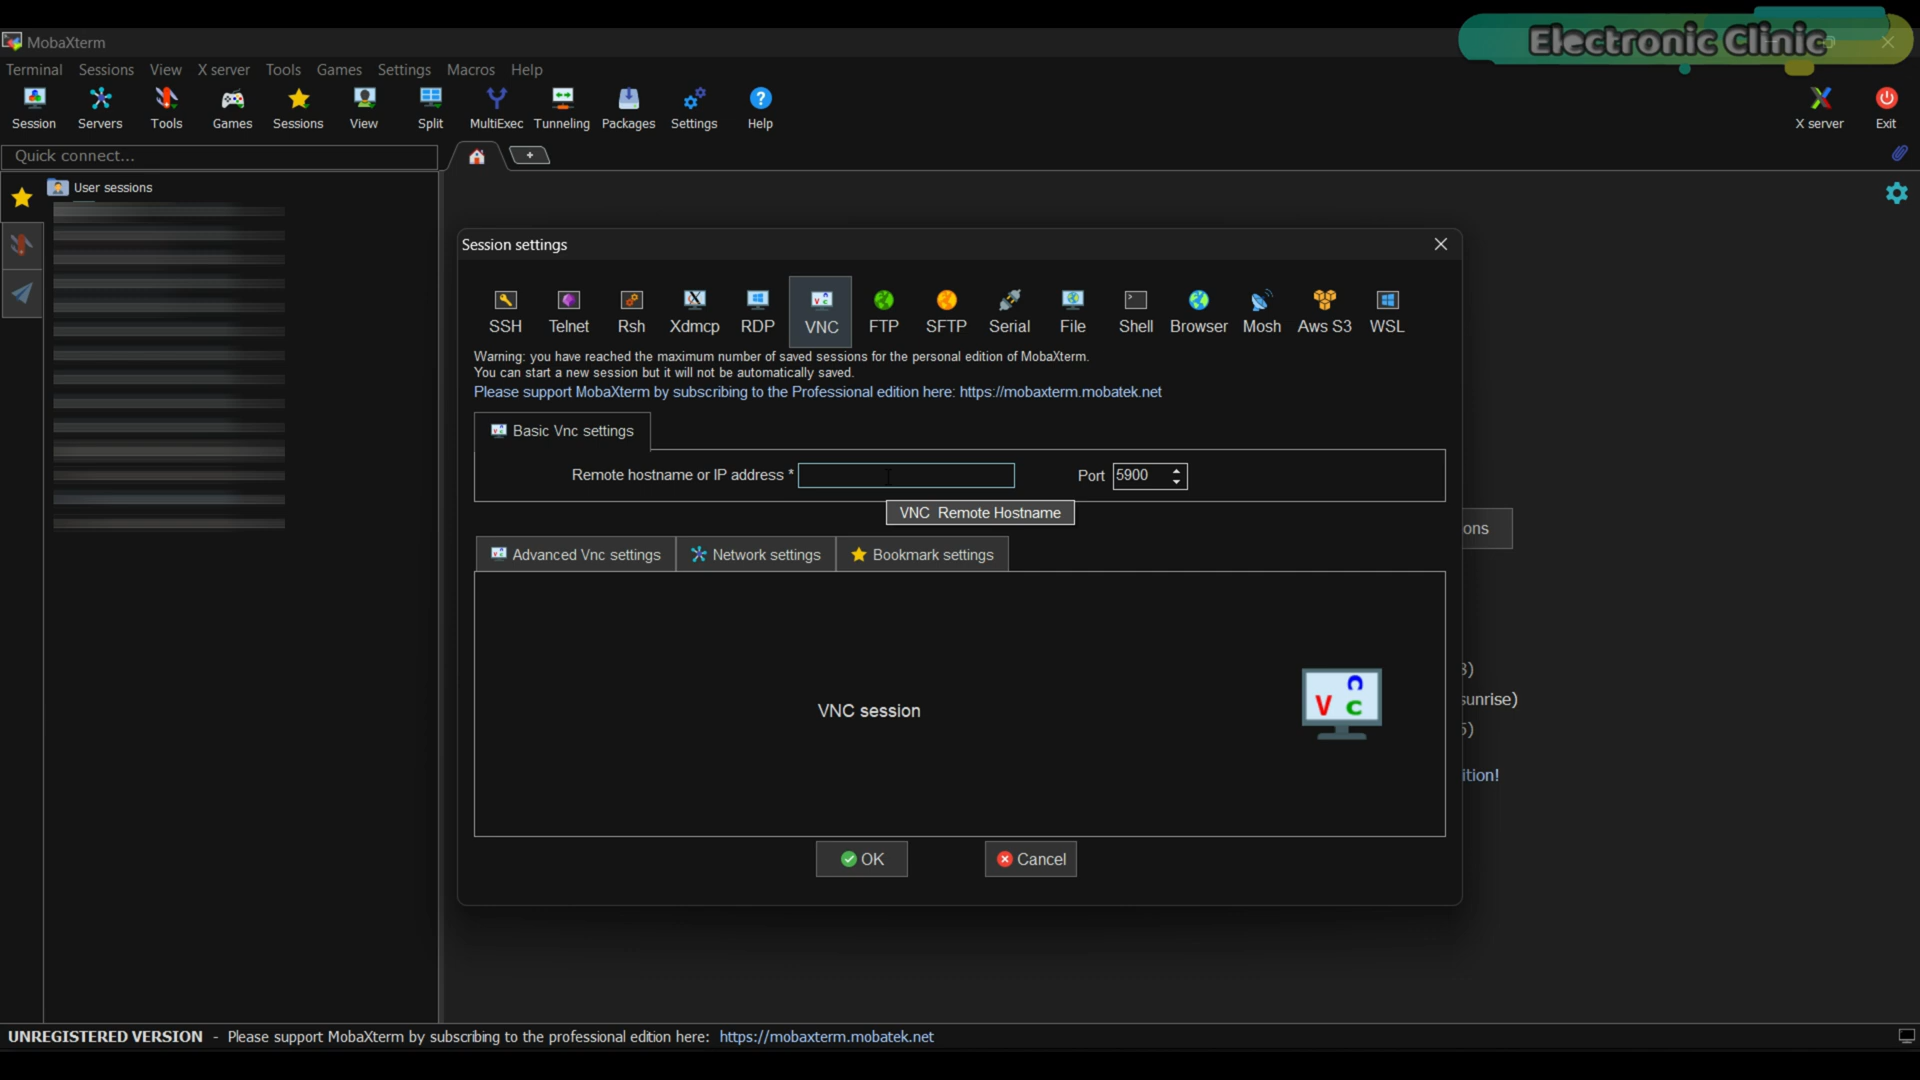 Electronic Clinic
MobaXterm
Terminal Sessions View X server Tools Games Settings Macros Help
Session Servers Tools Games Sessions View Split MultiExec Tunneling Packages Settings Help X server Exit
Quick connect...
User sessions
Session settings
SSH Telnet Rsh Xdmcp RDP VNC FTP SFTP Serial File Shell Browser Mosh Aws S3 WSL
Warning: you have reached the maximum number of saved sessions for the personal edition of MobaXterm.
You can start a new session but it will not be automatically saved.
Please support MobaXterm by subscribing to the Professional edition here: https://mobaxterm.mobatek.net
Basic Vnc settings
Remote hostname or IP address * Port 5900
VNC Remote Hostname
ons
Advanced Vnc settings Network settings Bookmark settings
VNC session
V n c
sunrise)
ition!
OK Cancel
UNREGISTERED VERSION - Please support MobaXterm by subscribing to the professional edition here: https://mobaxterm.mobatek.net